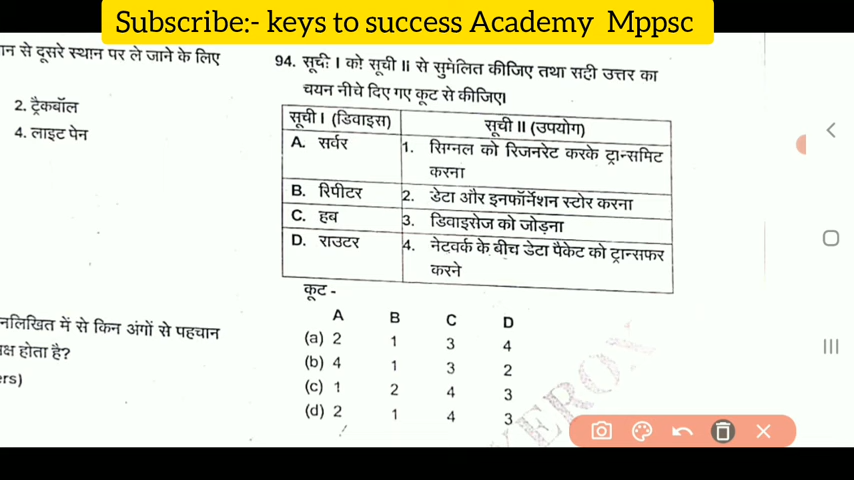 Subscribe:- keys to success Academy Mppsc
न से दूसरे स्थान पर ले जाने के लिए
2. ट्रैकबॉल
4. लाइट पेन
नलिखित में से किन अंगों से पहचान
क्ष होता है?
ers)
94. सूची I को सूची Ii से सुमेलित कीजिए तथा सही उत्तर का
चयन नीचे दिए गए कूट से कीजिए।
सूची I (डिवाइस) सूची II (उपयोग)
A. सर्वर 1. सिग्नल को रिजनरेट करके ट्रान्समिट
करना
B. रिपीटर 2. डेटा और इनफॉर्नेशन स्टोर करना
C. हब 3. डिवाइसेज को जोड़ना
D. राउटर 4. नेटवर्क के बीच डेटा पैकेट को ट्रान्सफर
करने
कूट -
A B C D
(a) 2 1 3 4
(b) 4 1 3 2
(c) 1 2 4 3
(d) 2 1 4 3
XEROX